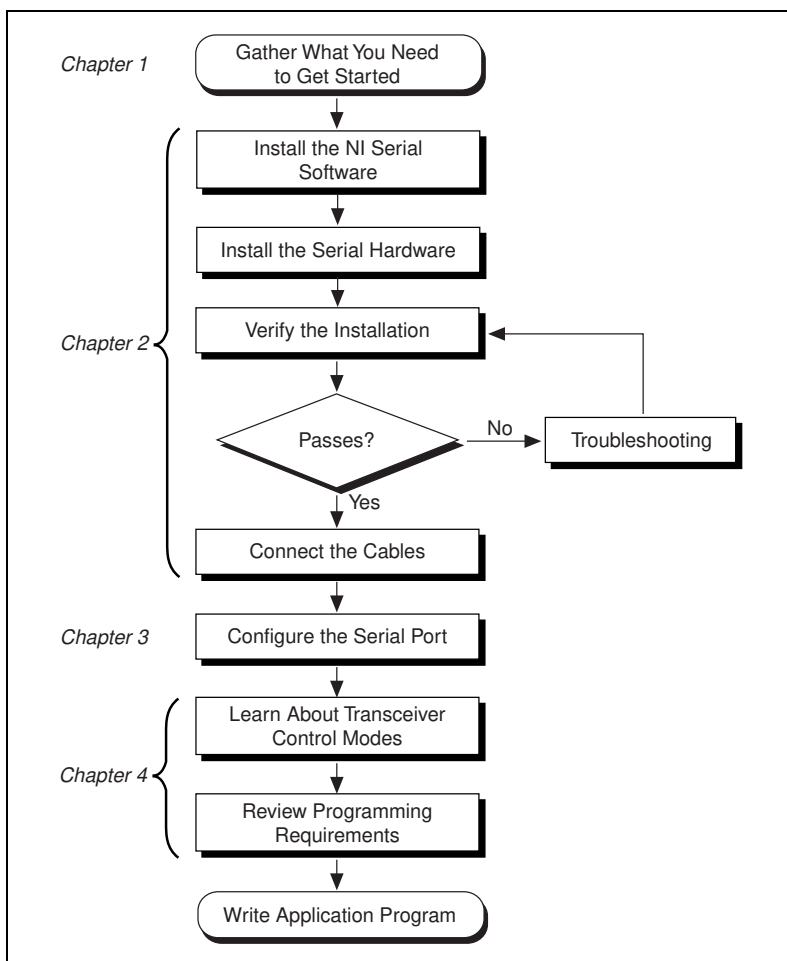 Chapter 1
Gather What You Need
to Get Started
Install the NI Serial
Software
Install the Serial Hardware
Chapter 2
Verify the Installation
Passes?
No
Troubleshooting
Yes
Connect the Cables
Chapter 3
Configure the Serial Port
Learn About Transceiver
Control Modes
Chapter 4
Review Programming
Requirements
Write Application Program